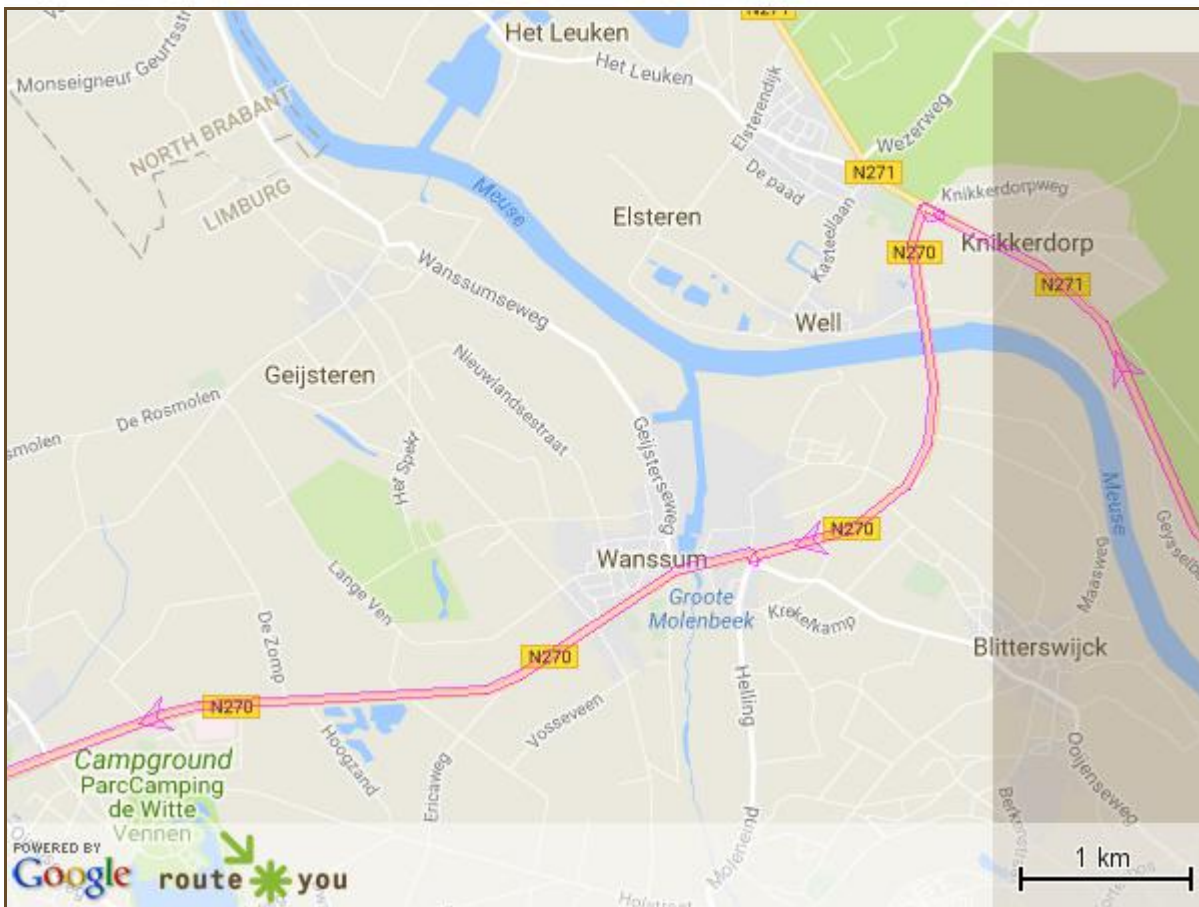 Het Leuken
N271
Monseigneur Geurtsstr
Het Leuken
NORTH BRABANT
Elsterendijk
Wezerweg
De paad
N271
LIMBURG
Meuse
Knikkerdorpweg
Elsteren
Kasteellaan
N270
Knikkerdorp
Wanssumseweg
N271
Well
Geijsteren
Nieuwlandsestraat
De Rosmolen
smolen
Het Spekt
Geijsterseweg
Meuse
N270
Geysselb
Wanssum
Maasweg
Lange Ven
Groote
Molenbeek
Krekelkamp
De Zomp
Blitterswijck
N270
Helling
N270
Vosseveen
Hoogzand
Campground
ParcCamping
de Witte
Vennen
Ericaweg
Ooijenseweg
Moleneind
POWERED BY
Google
route you
1 km
Holstraat